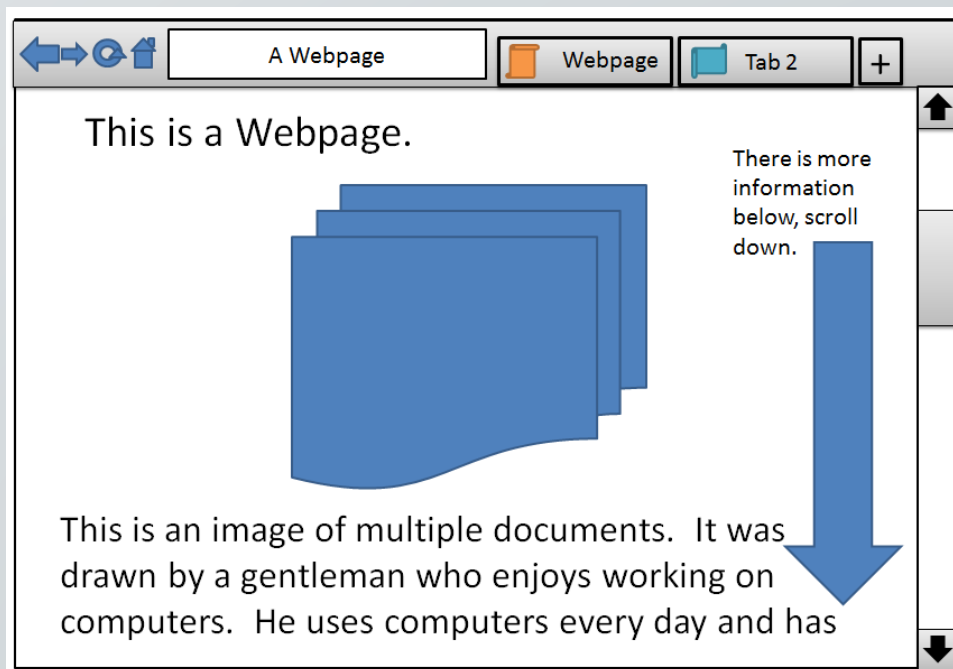 A Webpage
Webpage
Tab 2
+
This is a Webpage.
There is more
information
below, scroll
down.
This is an image of multiple documents.  It was
drawn by a gentleman who enjoys working on
computers.  He uses computers every day and has